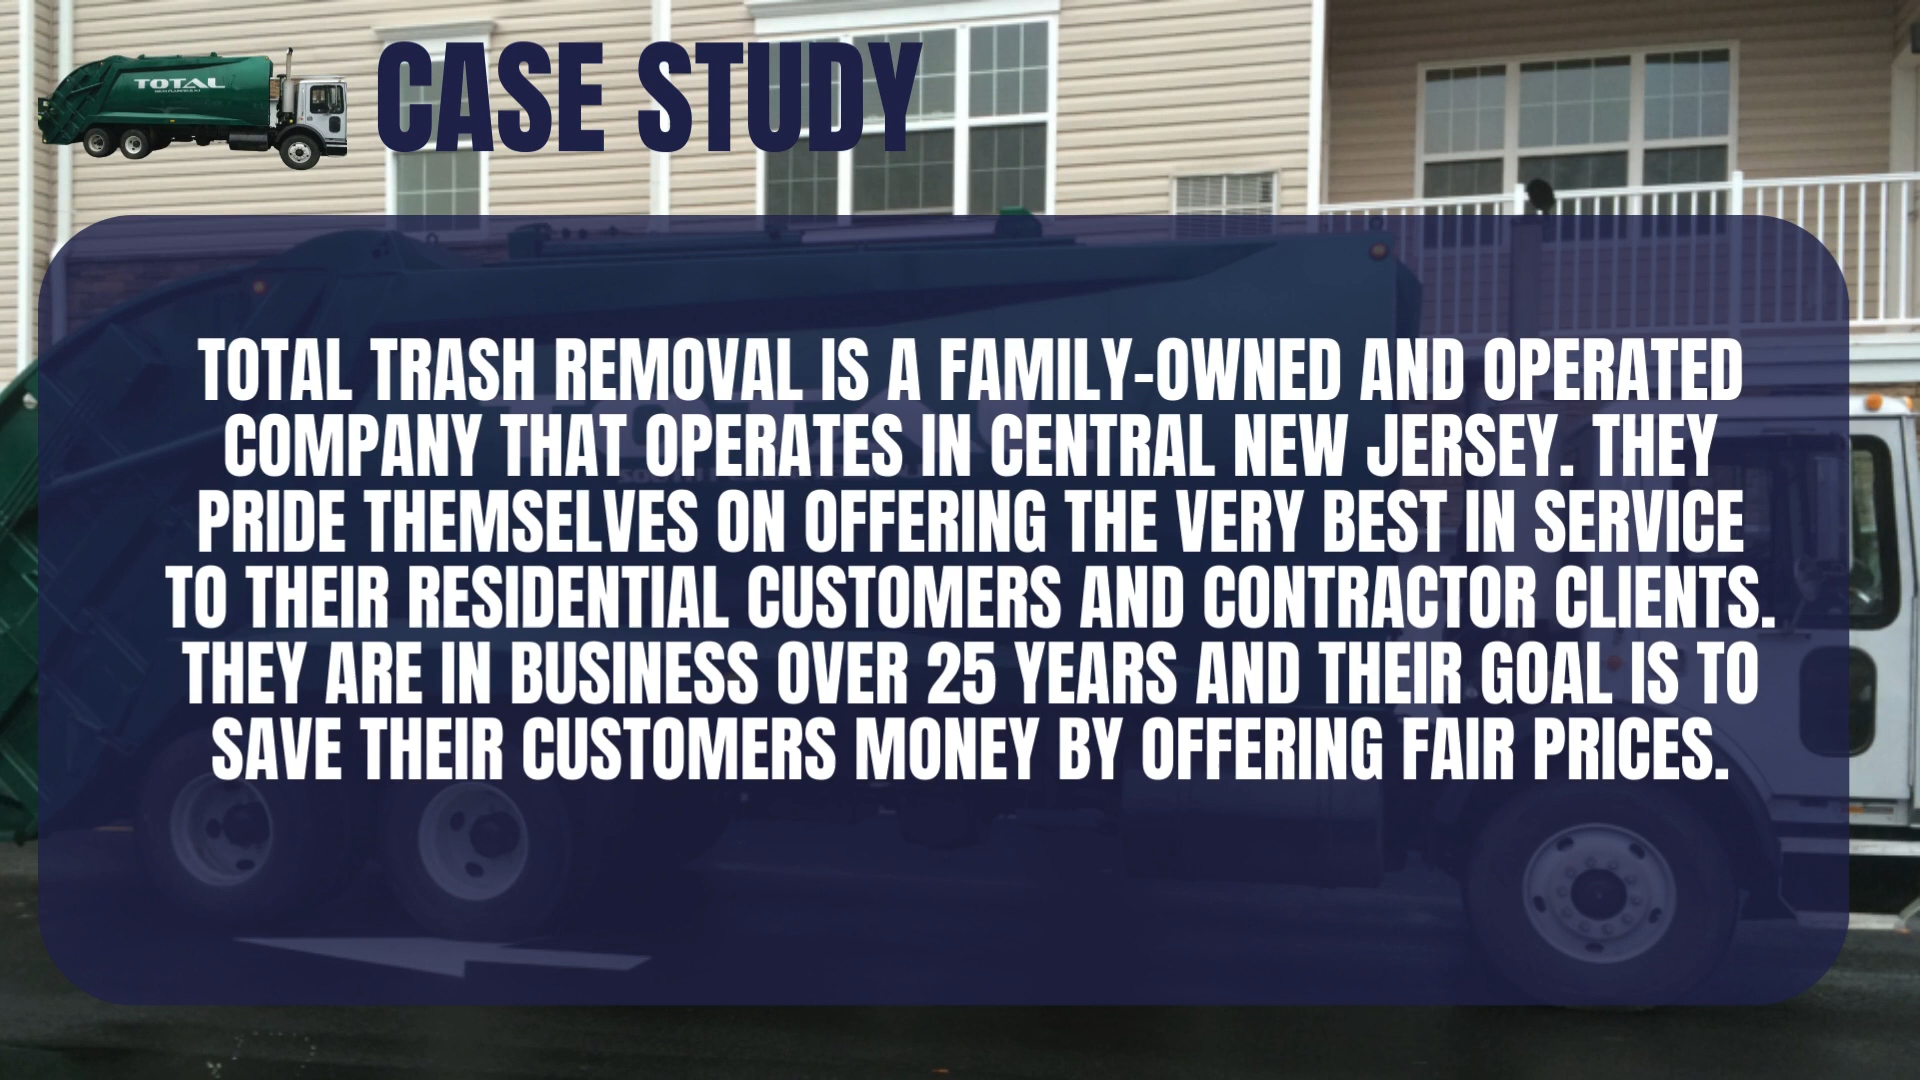 TOTAL
CASE STUDY
TOTAL TRASH REMOVAL IS A FAMILY-OWNED AND OPERATED
COMPANY THAT OPERATES IN CENTRAL NEW JERSEY. THEY
PRIDE THEMSELVES ON OFFERING THE VERY BEST IN SERVICE
TO THEIR RESIDENTIAL CUSTOMERS AND CONTRACTOR CLIENTS.
THEY ARE IN BUSINESS OVER 25 YEARS AND THEIR GOAL IS TO
SAVE THEIR CUSTOMERS MONEY BY OFFERING FAIR PRICES.